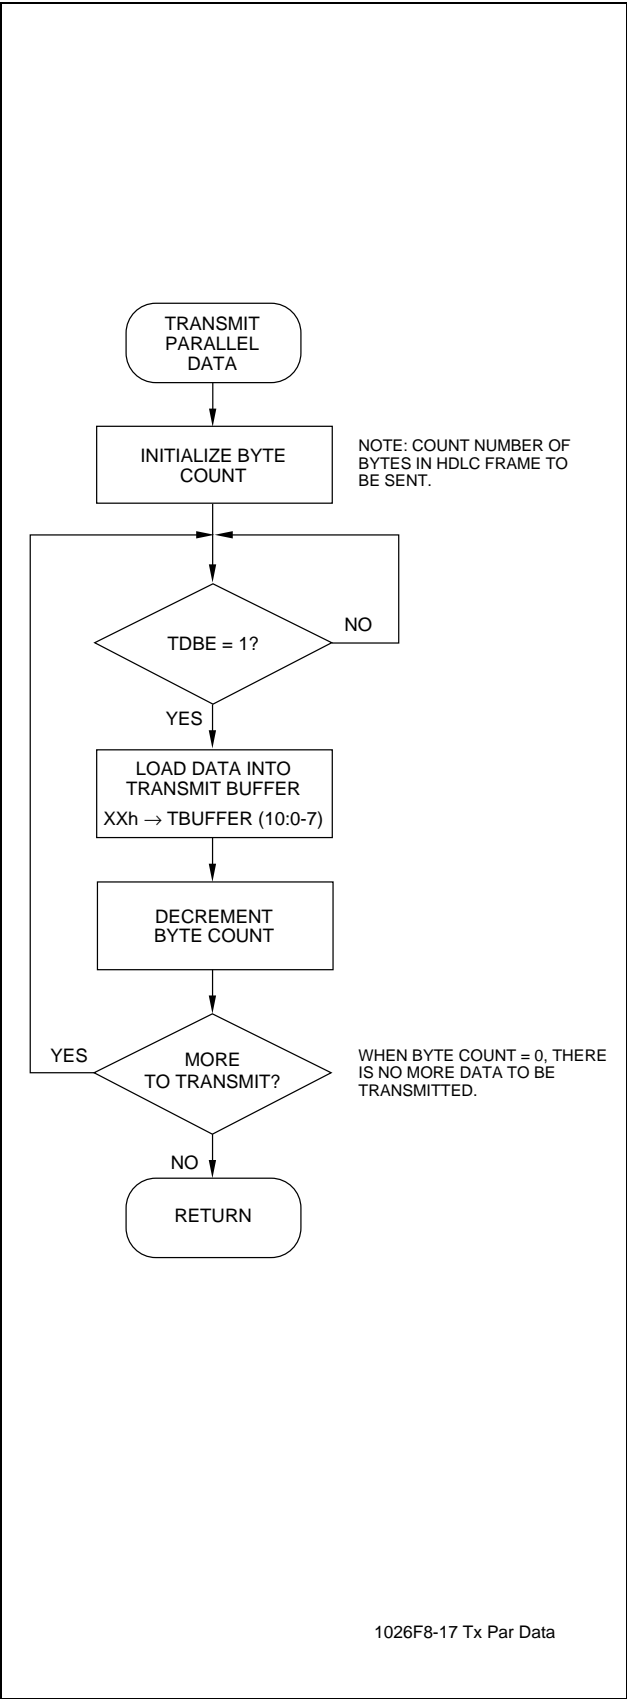 TRANSMIT
PARALLEL
DATA
INITIALIZE BYTE
COUNT
NOTE: COUNT NUMBER OF
BYTES IN HDLC FRAME TO
BE SENT.
TDBE = 1?
NO
YES
LOAD DATA INTO
TRANSMIT BUFFER
XXh → TBUFFER (10:0-7)
DECREMENT
BYTE COUNT
YES
MORE
TO TRANSMIT?
WHEN BYTE COUNT = 0, THERE
IS NO MORE DATA TO BE
TRANSMITTED.
NO
RETURN
1026F8-17 Tx Par Data